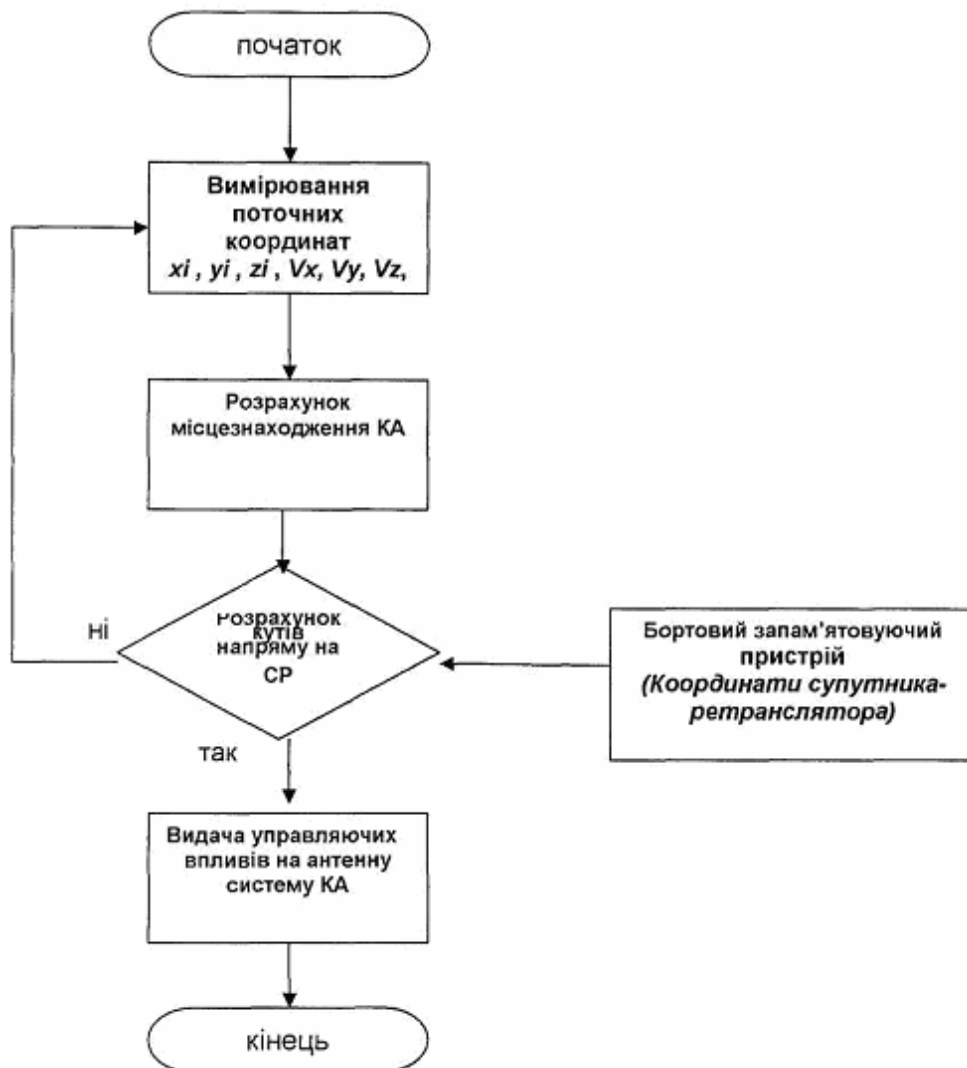 початок
Вимірювання
поточних
координат
xi , yi , zi , Vx, Vy, Vz,
Розрахунок
місцезнаходження КА
Розрахунок
кутів
напряму на
СР
ні
Бортовий запам’ятовуючий
пристрій
(Координати супутника-
ретранслятора)
так
Видача управляючих
впливів на антенну
систему КА
кінець